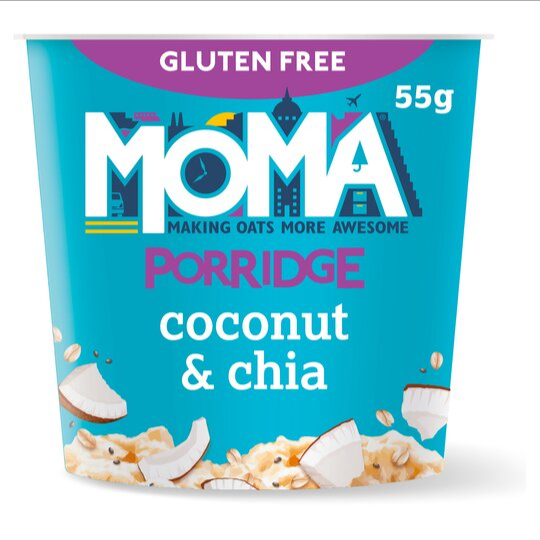 GLUTEN FREE
55g
MOMA
MAKING OATS MORE AWESOME
PORRIDGE
coconut
& chia